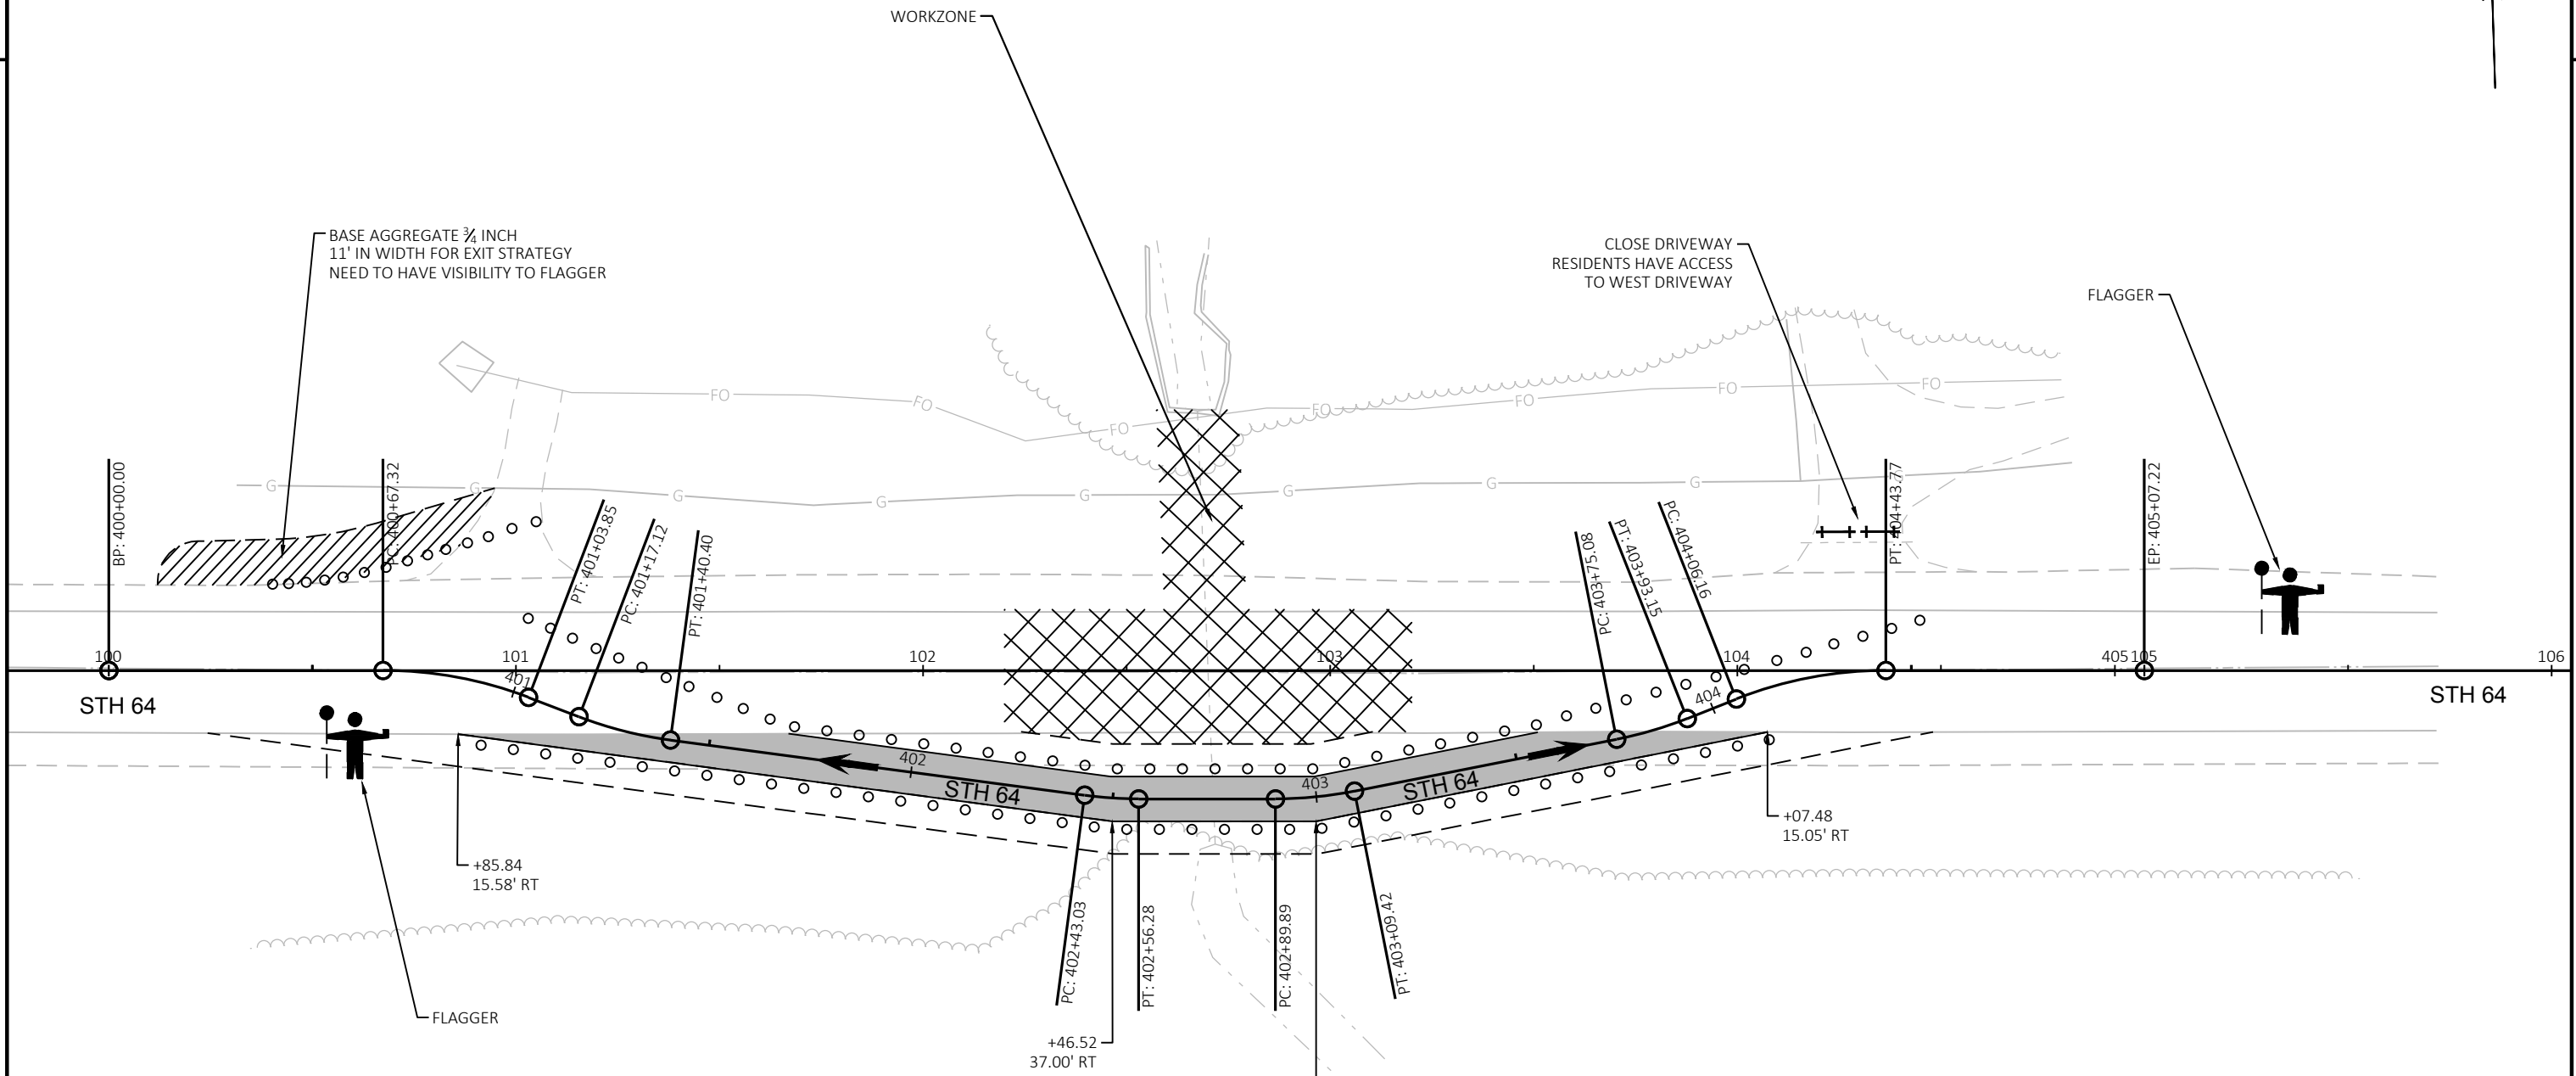 WORKZONE
BASE AGGREGATE ¾ INCH
11' IN WIDTH FOR EXIT STRATEGY
NEED TO HAVE VISIBILITY TO FLAGGER
CLOSE DRIVEWAY
RESIDENTS HAVE ACCESS
TO WEST DRIVEWAY
FLAGGER
FO
FO
FO
FO
FO
FO
FO
G
G
G
G
G
G
G
G
BP: 400+00.00
PC: 400+67.32
PT: 401+03.85
PC: 401+17.12
PT: 401+40.40
PC: 403+75.08
PT: 403+93.15
PC: 404+06.16
PT: 404+43.77
EP: 405+07.22
100
101
102
103
104
405
105
106
401
402
403
404
STH 64
STH 64
STH 64
STH 64
+85.84
15.58' RT
+07.48
15.05' RT
PC: 402+43.03
PT: 402+56.28
PC: 402+89.89
PT: 403+09.42
FLAGGER
+46.52
37.00' RT